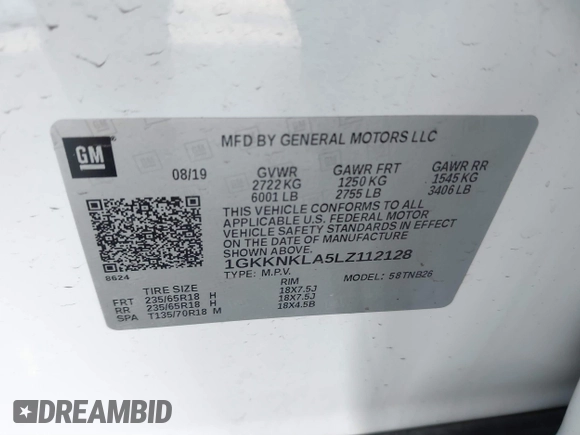 GM
MFD BY GENERAL MOTORS LLC
08/19 GVWR GAWR FRT GAWR RR
2722 KG 1250 KG 1545 KG
6001 LB 2755 LB 3406 LB
THIS VEHICLE CONFORMS TO ALL
APPLICABLE U.S. FEDERAL MOTOR
VEHICLE SAFETY STANDARDS IN EFFECT
ON THE DATE OF MANUFACTURE
SHOWN ABOVE.
1GKKNKLA5LZ112128
8624
TYPE: M.P.V. MODEL: 58TNB26
TIRE SIZE RIM
FRT 235/65R18 H 18X7.5J
RR 235/65R18 H 18X7.5J
SPA T135/70R18 M 18X4.5B
DREAMBID